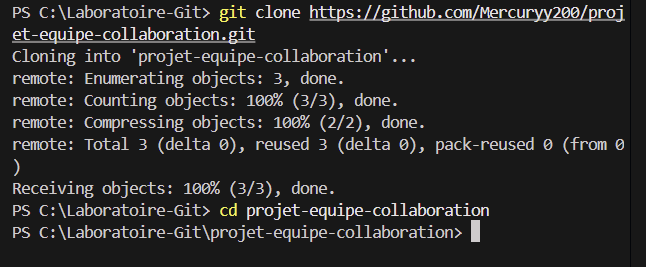 PS C:\Laboratoire-Git> git clone https://github.com/Mercuryy200/proj
et-equipe-collaboration.git
Cloning into 'projet-equipe-collaboration'...
remote: Enumerating objects: 3, done.
remote: Counting objects: 100% (3/3), done.
remote: Compressing objects: 100% (2/2), done.
remote: Total 3 (delta 0), reused 3 (delta 0), pack-reused 0 (from 0
)
Receiving objects: 100% (3/3), done.
PS C:\Laboratoire-Git> cd projet-equipe-collaboration
PS C:\Laboratoire-Git\projet-equipe-collaboration>